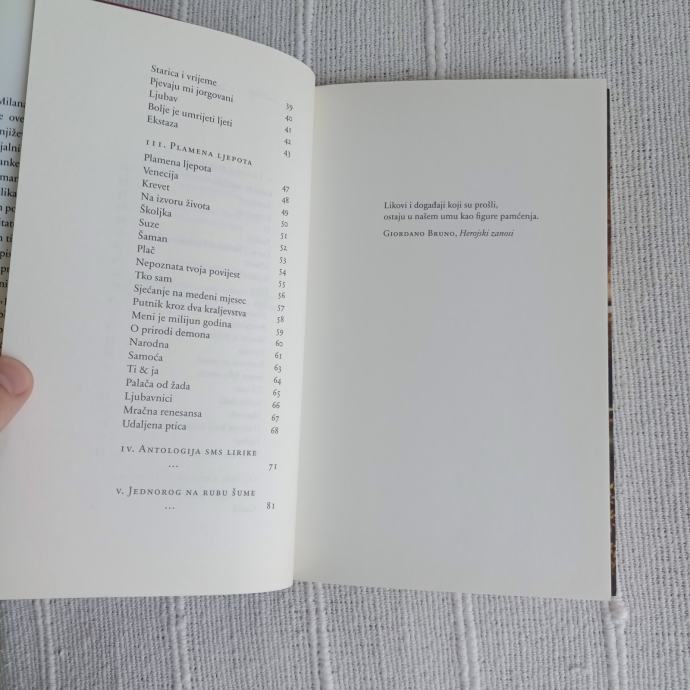 Milana
Starica i vrijeme 39
Pjevaju mi jorgovani 40
Ljubav 41
Bolje je umrijeti ljeti 42
Ekstaza 43
III. PLAMENA LJEPOTA
Plamena ljepota 47
Venecija 48
Krevet 49
Na izvoru života 50
Školjka 51
Suze 52
Šaman 53
Plač 54
Nepoznata tvoja povijest 55
Tko sam 56
Sjećanje na medeni mjesec 57
Putnik kroz dva kraljevstva 58
Meni je milijun godina 59
O prirodi demona 60
Narodna 61
Samoća 63
Ti & ja 64
Palača od žada 65
Ljubavnici 66
Mračna renesansa 67
Udaljena ptica 68
IV. ANTOLOGIJA SMS LIRIKE
... 71
V. JEDNOROG NA RUBU ŠUME
... 81
Likovi i događaji koji su prošli,
ostaju u našem umu kao figure pamćenja.
GIORDANO BRUNO, Herojski zanosi